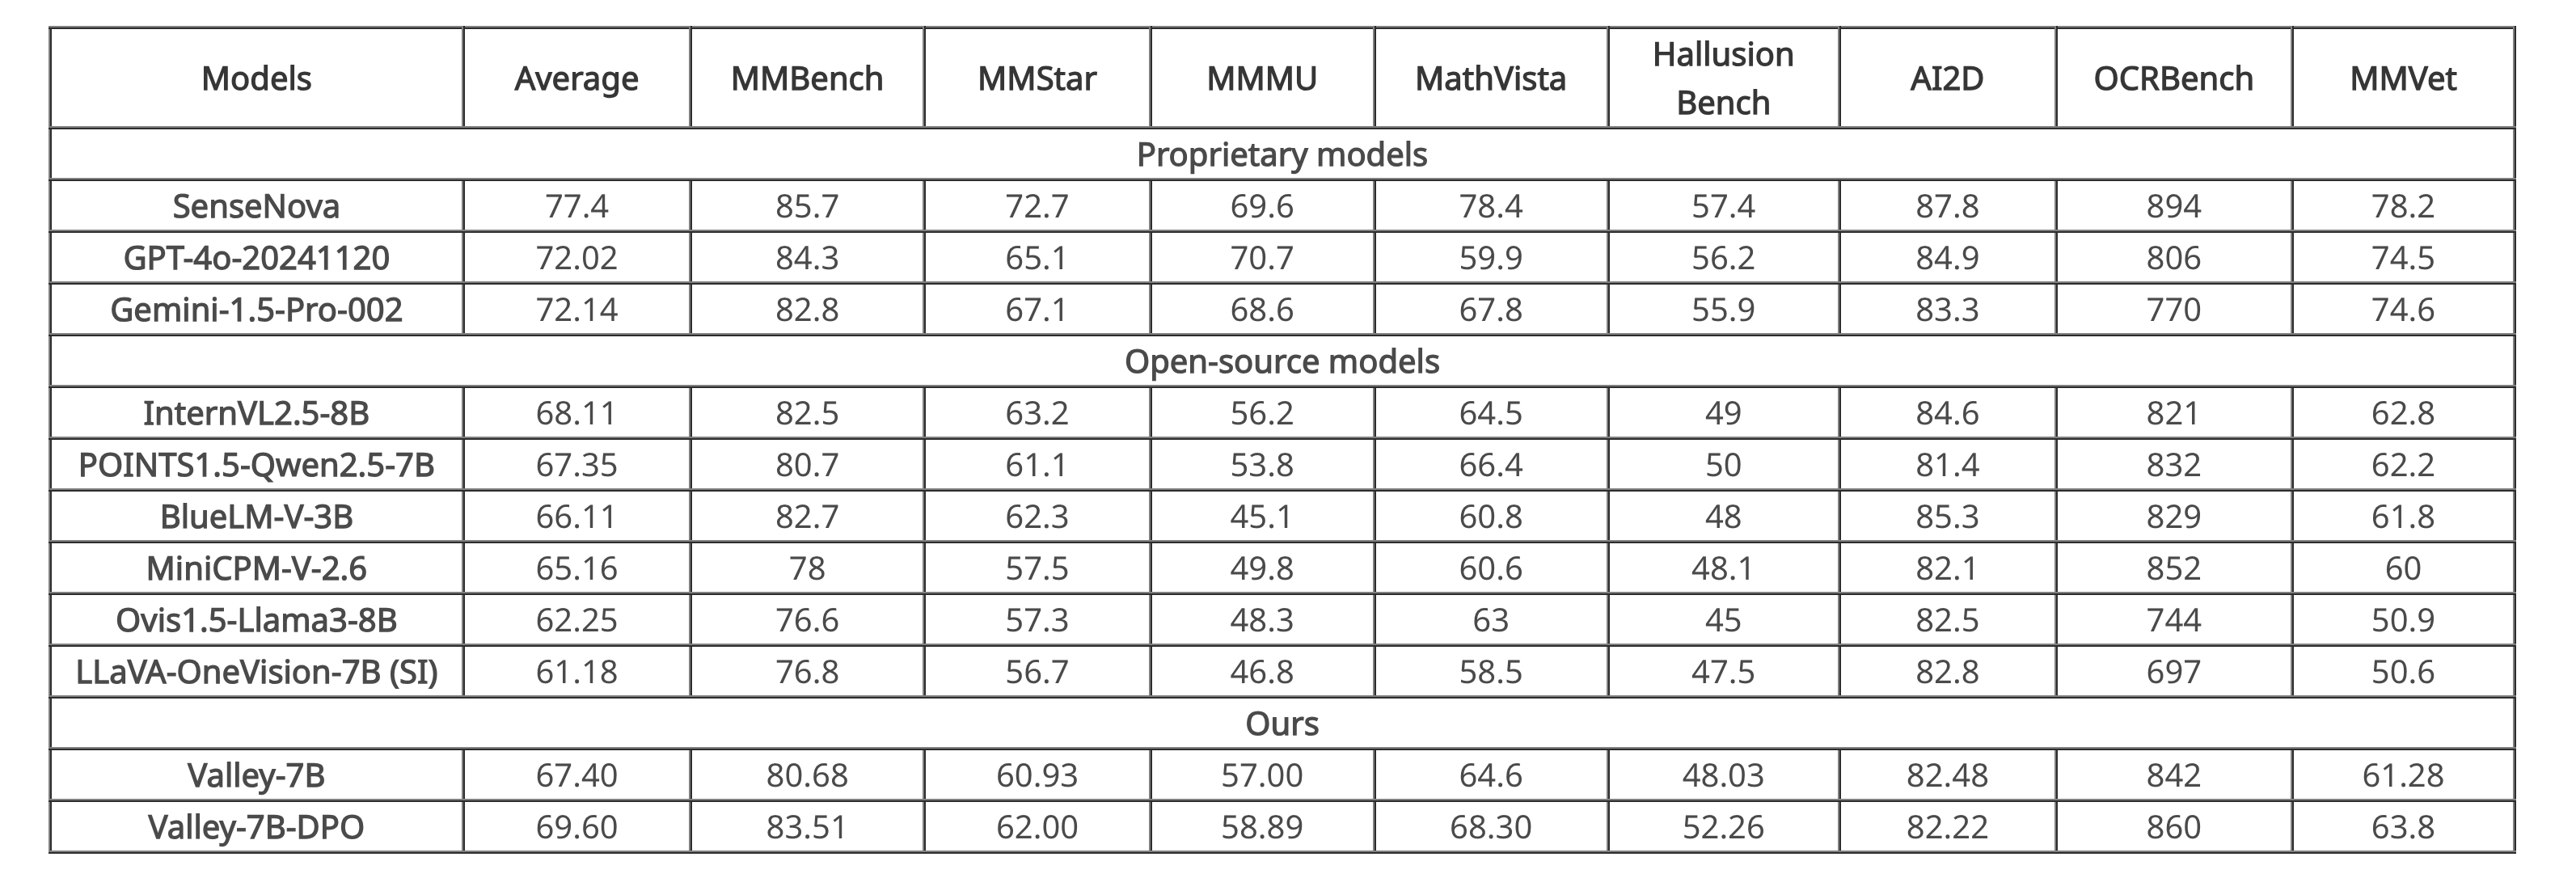 Models Average MMBench MMStar MMMU MathVista Hallusion Bench AI2D OCRBench MMVet
Proprietary models
SenseNova 77.4 85.7 72.7 69.6 78.4 57.4 87.8 894 78.2
GPT-4o-20241120 72.02 84.3 65.1 70.7 59.9 56.2 84.9 806 74.5
Gemini-1.5-Pro-002 72.14 82.8 67.1 68.6 67.8 55.9 83.3 770 74.6
Open-source models
InternVL2.5-8B 68.11 82.5 63.2 56.2 64.5 49 84.6 821 62.8
POINTS1.5-Qwen2.5-7B 67.35 80.7 61.1 53.8 66.4 50 81.4 832 62.2
BlueLM-V-3B 66.11 82.7 62.3 45.1 60.8 48 85.3 829 61.8
MiniCPM-V-2.6 65.16 78 57.5 49.8 60.6 48.1 82.1 852 60
Ovis1.5-Llama3-8B 62.25 76.6 57.3 48.3 63 45 82.5 744 50.9
LLaVA-OneVision-7B (SI) 61.18 76.8 56.7 46.8 58.5 47.5 82.8 697 50.6
Ours
Valley-7B 67.40 80.68 60.93 57.00 64.6 48.03 82.48 842 61.28
Valley-7B-DPO 69.60 83.51 62.00 58.89 68.30 52.26 82.22 860 63.8